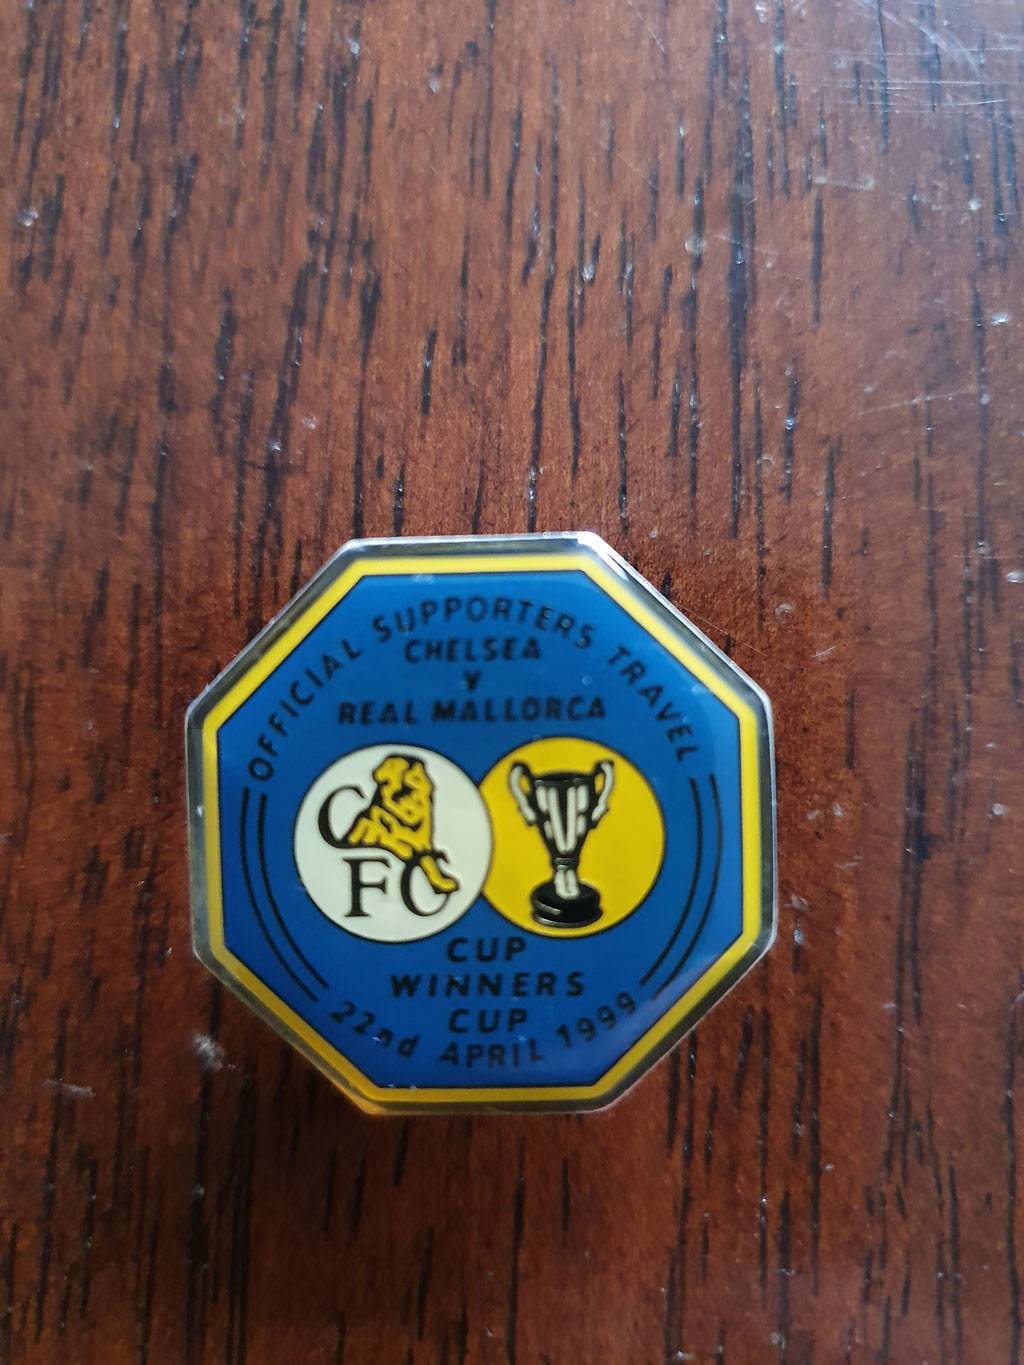 OFFICIAL SUPPORTERS TRAVEL
CHELSEA
V
REAL MALLORCA
CFC
CUP
WINNERS
CUP
22nd APRIL 1999